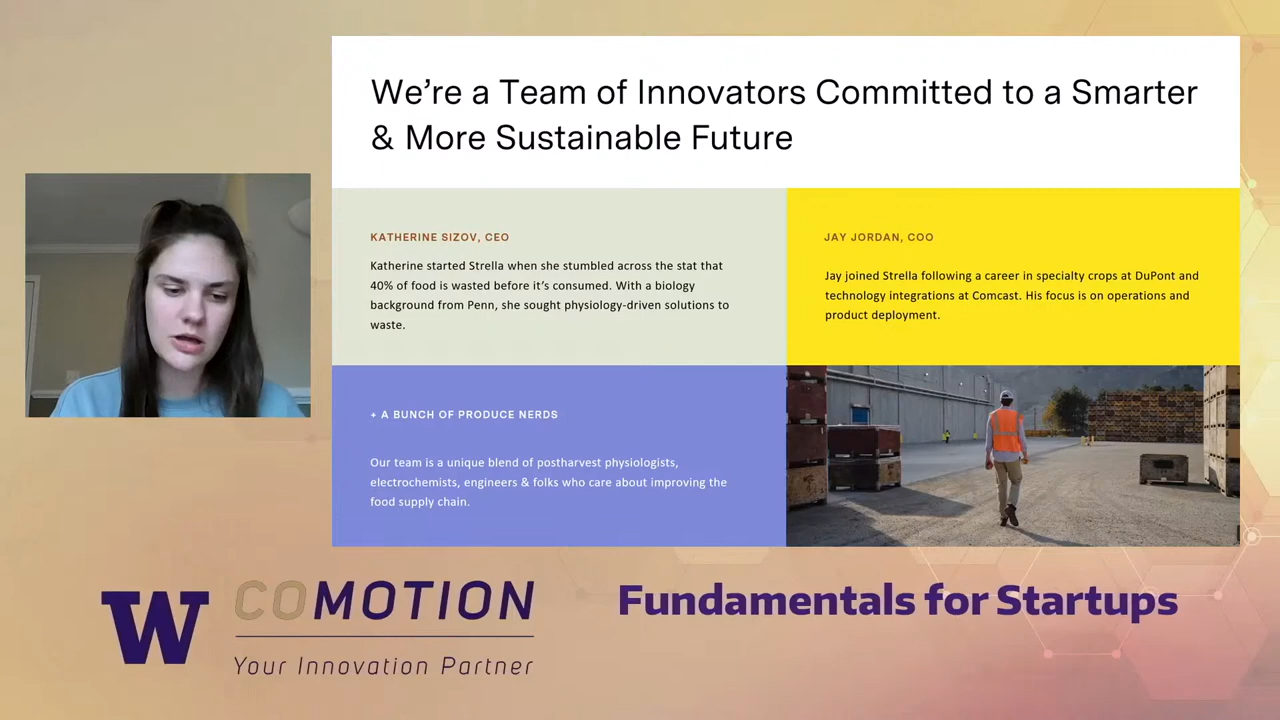 We’re a Team of Innovators Committed to a Smarter
& More Sustainable Future
KATHERINE SIZOV, CEO
Katherine started Strella when she stumbled across the stat that
40% of food is wasted before it’s consumed. With a biology
background from Penn, she sought physiology-driven solutions to
waste.
JAY JORDAN, COO
Jay joined Strella following a career in specialty crops at DuPont and
technology integrations at Comcast. His focus is on operations and
product deployment.
+ A BUNCH OF PRODUCE NERDS
Our team is a unique blend of postharvest physiologists,
electrochemists, engineers & folks who care about improving the
food supply chain.
W COMOTION
Your Innovation Partner
Fundamentals for Startups